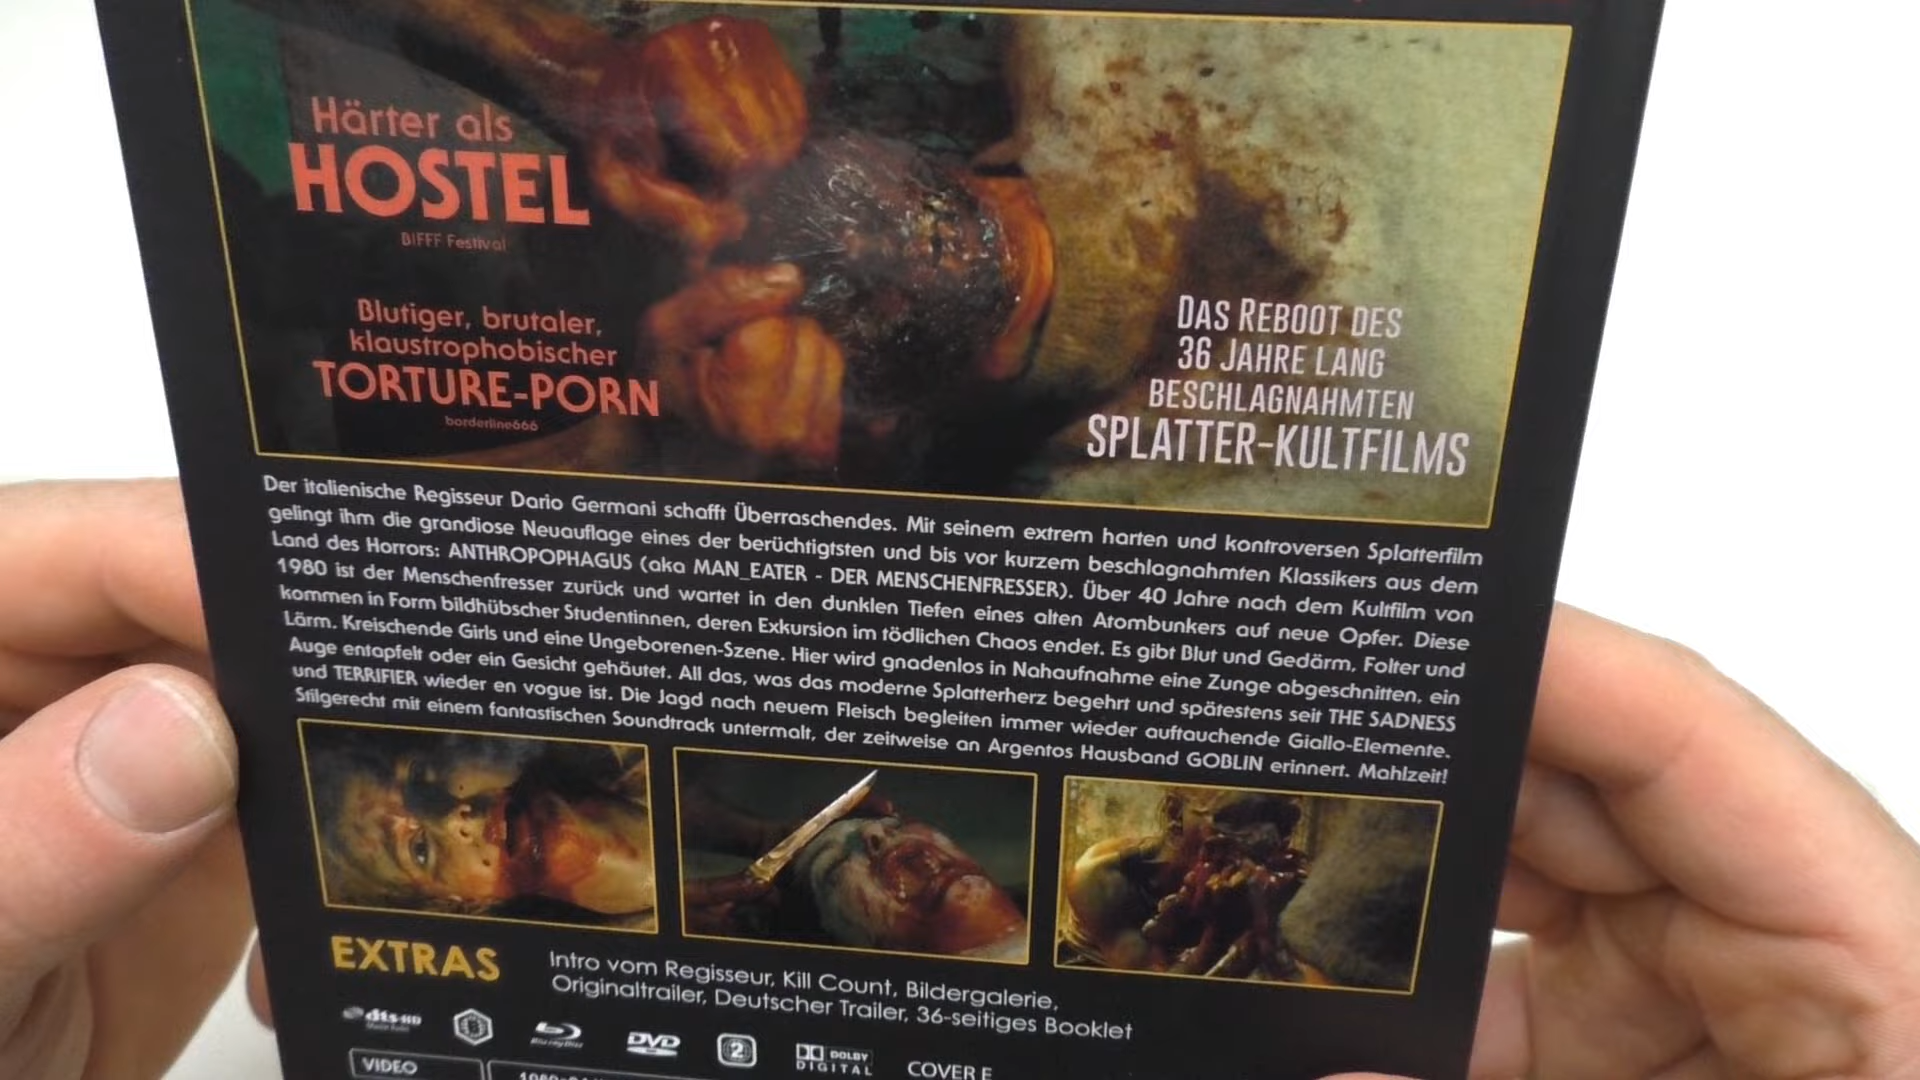 Härter als
HOSTEL
BIFFF Festival
Blutiger, brutaler,
klaustrophobischer
TORTURE-PORN
borderline666
DAS REBOOT DES
36 JAHRE LANG
BESCHLAGNAHMTEN
SPLATTER-KULTFILMS
Der italienische Regisseur Dario Germani schafft Überraschendes. Mit seinem extrem harten und kontroversen Splatterfilm
gelingt ihm die grandiose Neuauflage eines der berüchtigtsten und bis vor kurzem beschlagnahmten Klassikers aus dem
Land des Horrors: ANTHROPOPHAGUS (aka MAN_EATER - DER MENSCHENFRESSER). Über 40 Jahre nach dem Kultfilm von
1980 ist der Menschenfresser zurück und wartet in den dunklen Tiefen eines alten Atombunkers auf neue Opfer. Diese
kommen in Form bildhübscher Studentinnen, deren Exkursion im tödlichen Chaos endet. Es gibt Blut und Gedärm, Folter und
Lärm. Kreischende Girls und eine Ungeborenen-Szene. Hier wird gnadenlos in Nahaufnahme eine Zunge abgeschnitten, ein
Auge entapfelt oder ein Gesicht gehäutet. All das, was das moderne Splatterherz begehrt und spätestens seit THE SADNESS
und TERRIFIER wieder en vogue ist. Die Jagd nach neuem Fleisch begleiten immer wieder auftauchende Giallo-Elemente.
Stilgerecht mit einem fantastischen Soundtrack untermalt, der zeitweise an Argentos Hausband GOBLIN erinnert. Mahlzeit!
EXTRAS
Intro vom Regisseur, Kill Count, Bildergalerie,
Originaltrailer, Deutscher Trailer, 36-seitiges Booklet
dts-HD
Master Audio
B
Blu-ray Disc
DVD
2
DOLBY
DIGITAL
COVER E
VIDEO